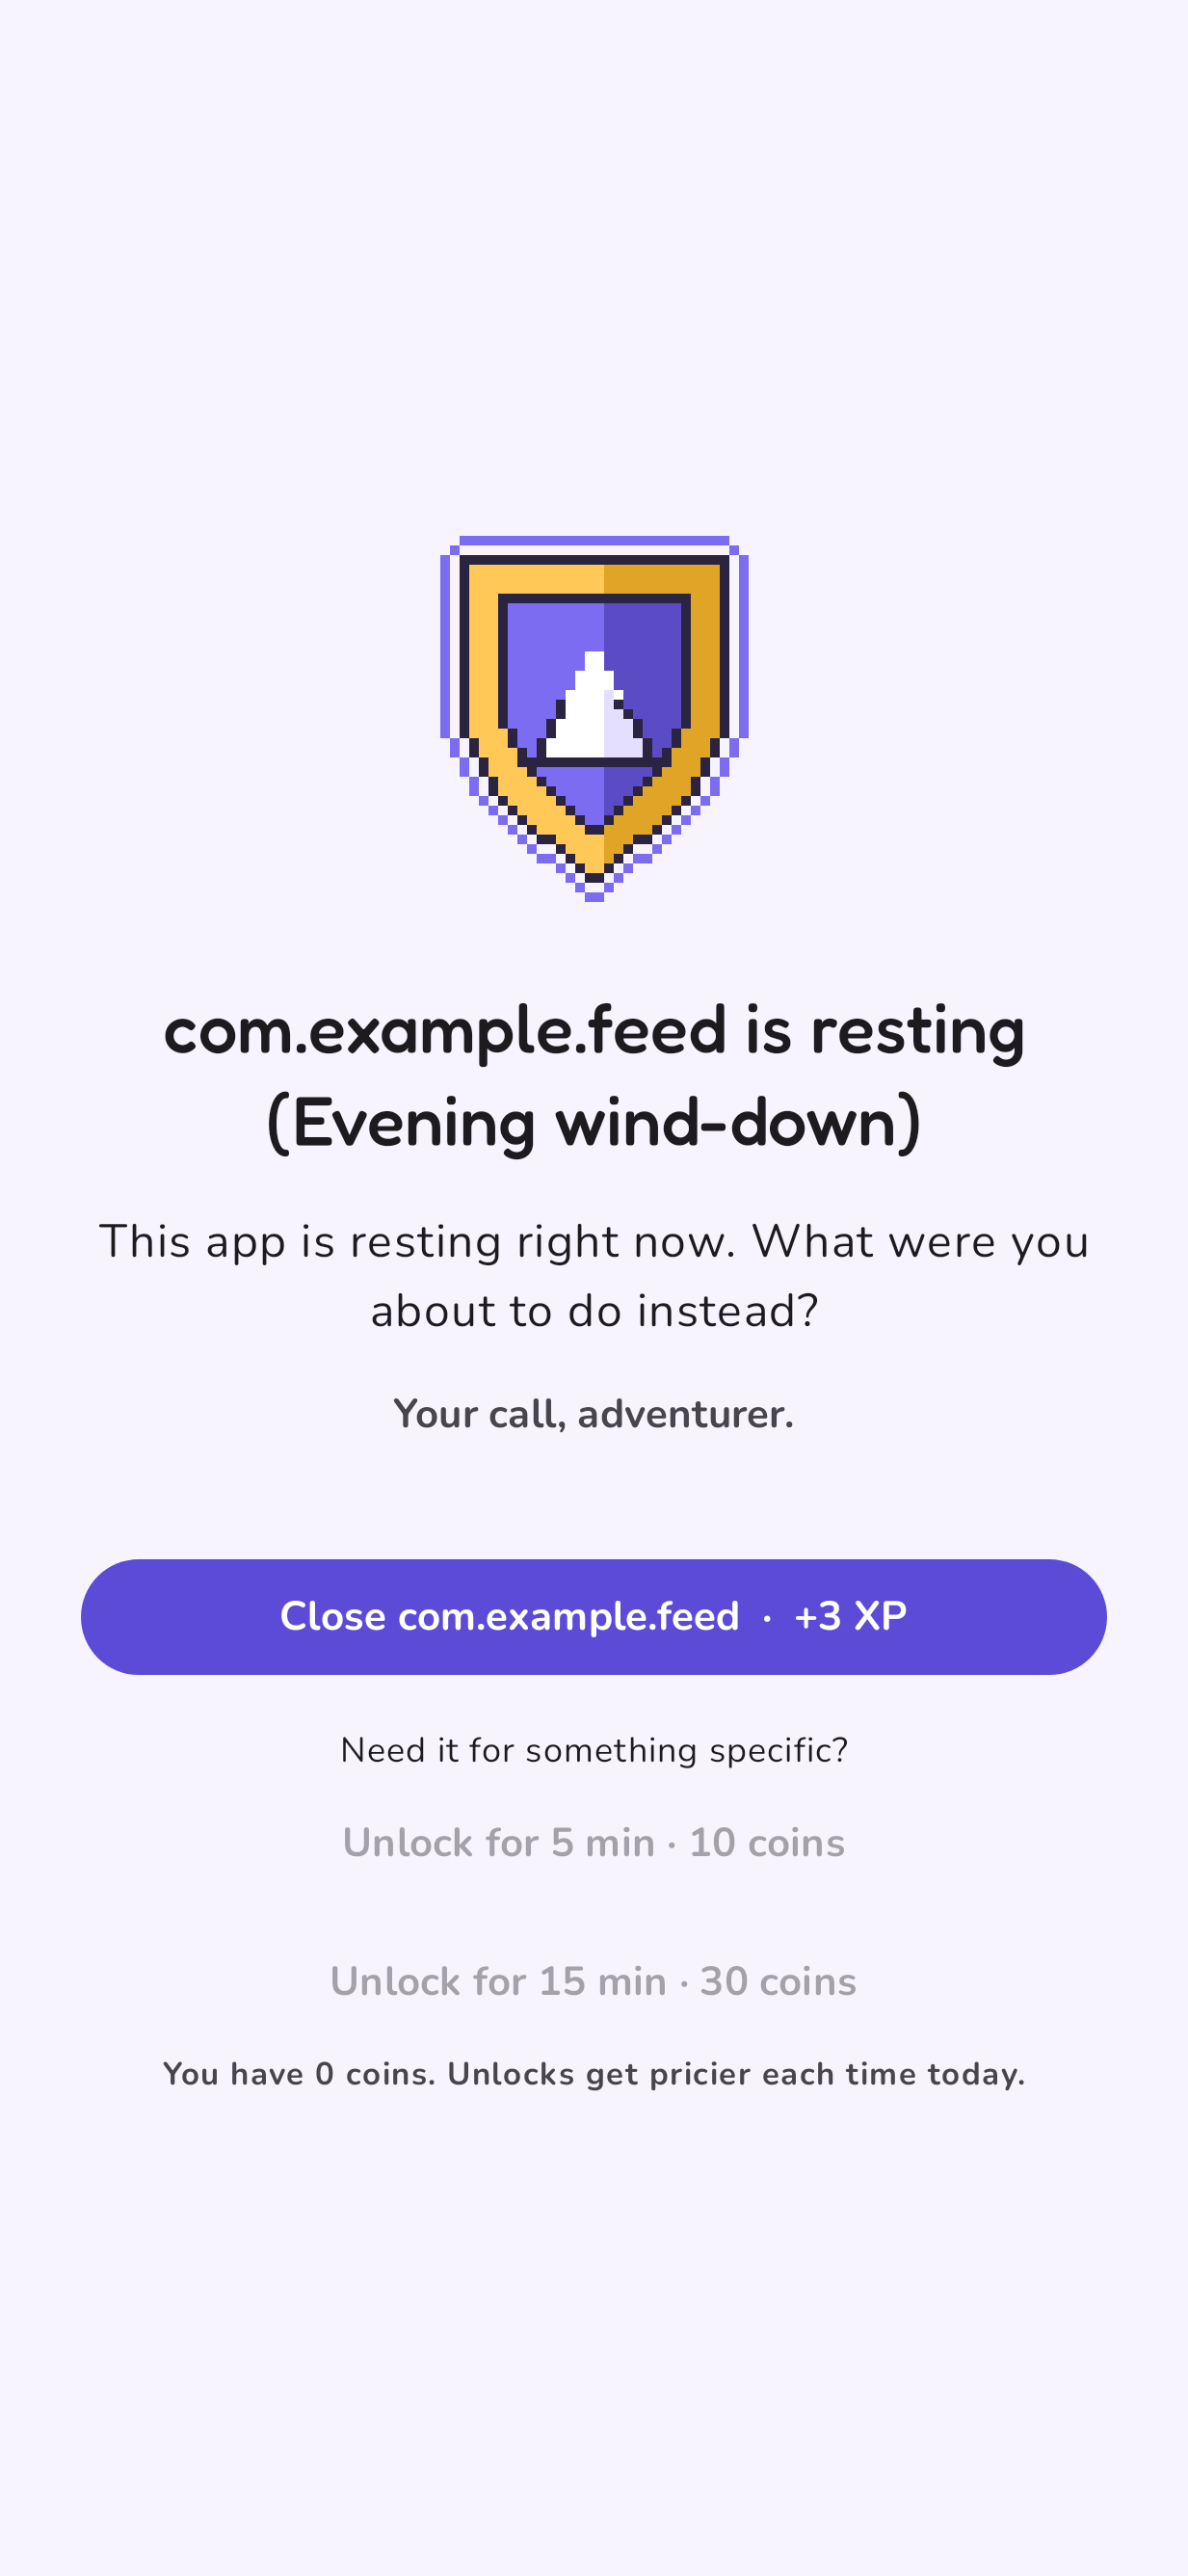 com.example.feed is resting
(Evening wind-down)
This app is resting right now. What were you
about to do instead?
Your call, adventurer.
Close com.example.feed · +3 XP
Need it for something specific?
Unlock for 5 min · 10 coins
Unlock for 15 min · 30 coins
You have 0 coins. Unlocks get pricier each time today.